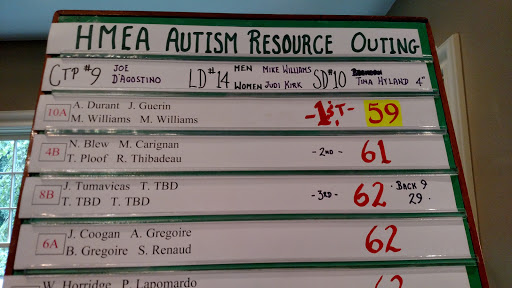 HMEA AUTISM RESOURCE OUTING
CTP #9 JOE D'AGOSTINO LD #14 MEN MIKE WILLIAMS WOMEN JUDI KIRK SD #10 TINA HYLAND 4"
10A A. Durant J. Guerin
M. Williams M. Williams
-1ST- 59
4B N. Blew M. Carignan
T. Ploof R. Thibadeau
-2ND- 61
8B J. Tumavicas T. TBD
T. TBD T. TBD
-3RD- 62 · BACK 9
29 ·
6A J. Coogan A. Gregoire
B. Gregoire S. Renaud
62
W. Horridge P. Lapomardo